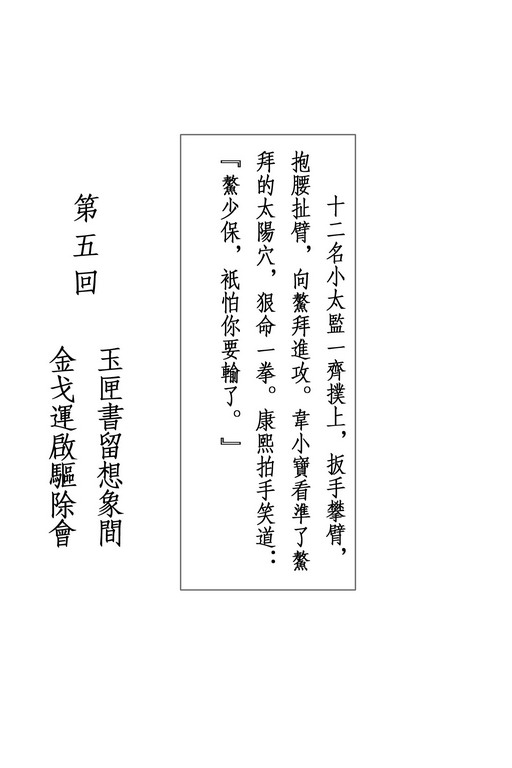 十二名小太監一齊撲上，扳手攀臂，
抱腰扯臂，向鰲拜進攻。韋小寶看準了鰲
拜的太陽穴，狠命一拳。康熙拍手笑道：
『鰲少保，祇怕你要輸了。』
第五回
玉匣書留想象間
金戈運啟驅除會